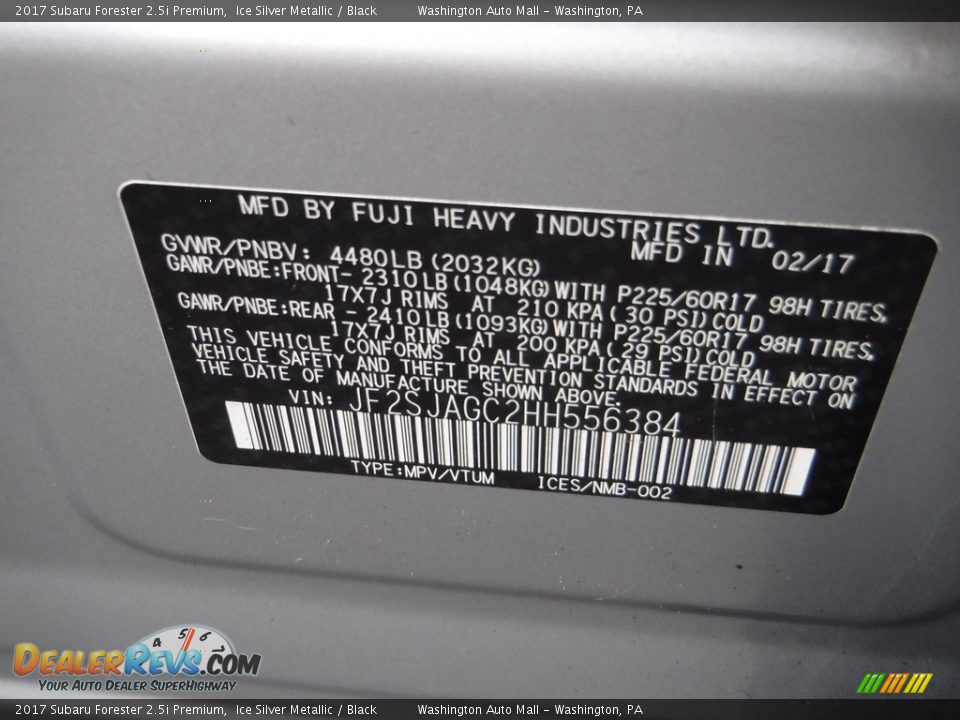 2017 Subaru Forester 2.5i Premium, Ice Silver Metallic / Black Washington Auto Mall – Washington, PA
MFD BY FUJI HEAVY INDUSTRIES LTD.
MFD IN 02/17
GVWR/PNBV: 4480LB (2032KG)
GAWR/PNBE:FRONT- 2310LB (1048KG) WITH P225/60R17 98H TIRES.
17X7J RIMS AT 210 KPA (30 PSI) COLD
GAWR/PNBE:REAR - 2410LB (1093KG) WITH P225/60R17 98H TIRES.
17X7J RIMS AT 200 KPA (29 PSI) COLD
THIS VEHICLE CONFORMS TO ALL APPLICABLE FEDERAL MOTOR
VEHICLE SAFETY AND THEFT PREVENTION STANDARDS IN EFFECT ON
THE DATE OF MANUFACTURE SHOWN ABOVE.
VIN: JF2SJAGC2HH556384
TYPE:MPV/VTUM ICES/NMB-002
4 5 6
DEALERREVS.COM
YOUR AUTO DEALER SUPERHIGHWAY
2017 Subaru Forester 2.5i Premium, Ice Silver Metallic / Black Washington Auto Mall – Washington, PA